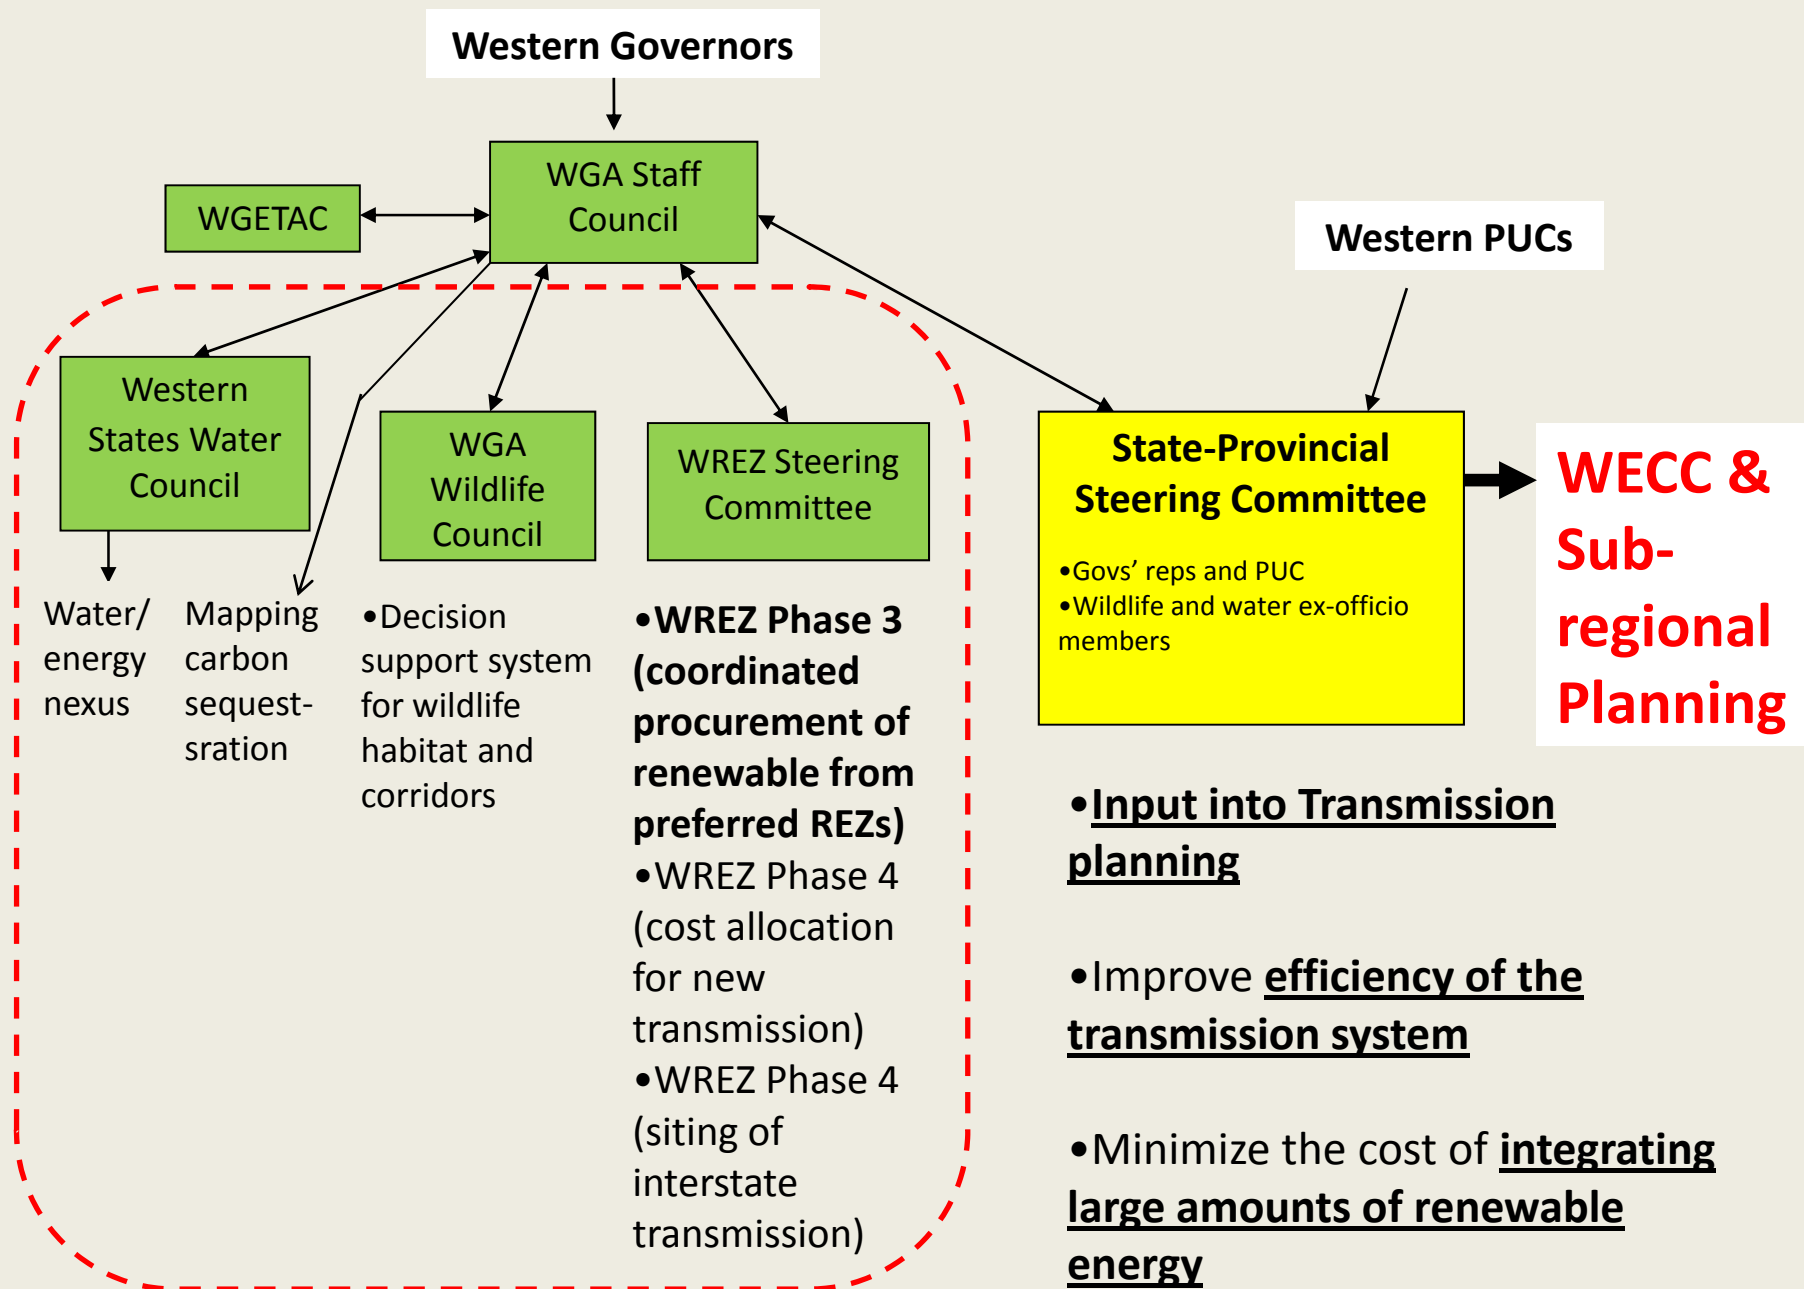 Western Governors
WGA Staff
Council
WGETAC
Western PUCs
Western
States Water
Council
WGA
Wildlife
Council
WREZ Steering
Committee
State-Provincial
Steering Committee
•Govs’ reps and PUC
•Wildlife and water ex-officio
members
WECC &
Sub-
regional
Planning
Water/
energy
nexus
Mapping
carbon
sequest-
sration
•Decision
support system
for wildlife
habitat and
corridors
•WREZ Phase 3
(coordinated
procurement of
renewable from
preferred REZs)
•WREZ Phase 4
(cost allocation
for new
transmission)
•WREZ Phase 4
(siting of
interstate
transmission)
•Input into Transmission
planning
•Improve efficiency of the
transmission system
•Minimize the cost of integrating
large amounts of renewable
energy